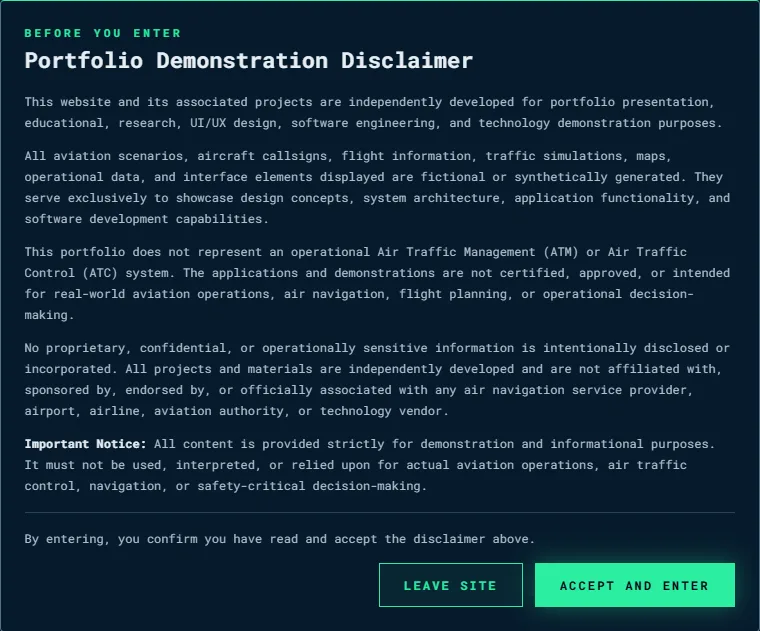 BEFORE YOU ENTER
Portfolio Demonstration Disclaimer
This website and its associated projects are independently developed for portfolio presentation,
educational, research, UI/UX design, software engineering, and technology demonstration purposes.
All aviation scenarios, aircraft callsigns, flight information, traffic simulations, maps,
operational data, and interface elements displayed are fictional or synthetically generated. They
serve exclusively to showcase design concepts, system architecture, application functionality, and
software development capabilities.
This portfolio does not represent an operational Air Traffic Management (ATM) or Air Traffic
Control (ATC) system. The applications and demonstrations are not certified, approved, or intended
for real-world aviation operations, air navigation, flight planning, or operational decision-
making.
No proprietary, confidential, or operationally sensitive information is intentionally disclosed or
incorporated. All projects and materials are independently developed and are not affiliated with,
sponsored by, endorsed by, or officially associated with any air navigation service provider,
airport, airline, aviation authority, or technology vendor.
Important Notice: All content is provided strictly for demonstration and informational purposes.
It must not be used, interpreted, or relied upon for actual aviation operations, air traffic
control, navigation, or safety-critical decision-making.
By entering, you confirm you have read and accept the disclaimer above.
LEAVE SITE
ACCEPT AND ENTER